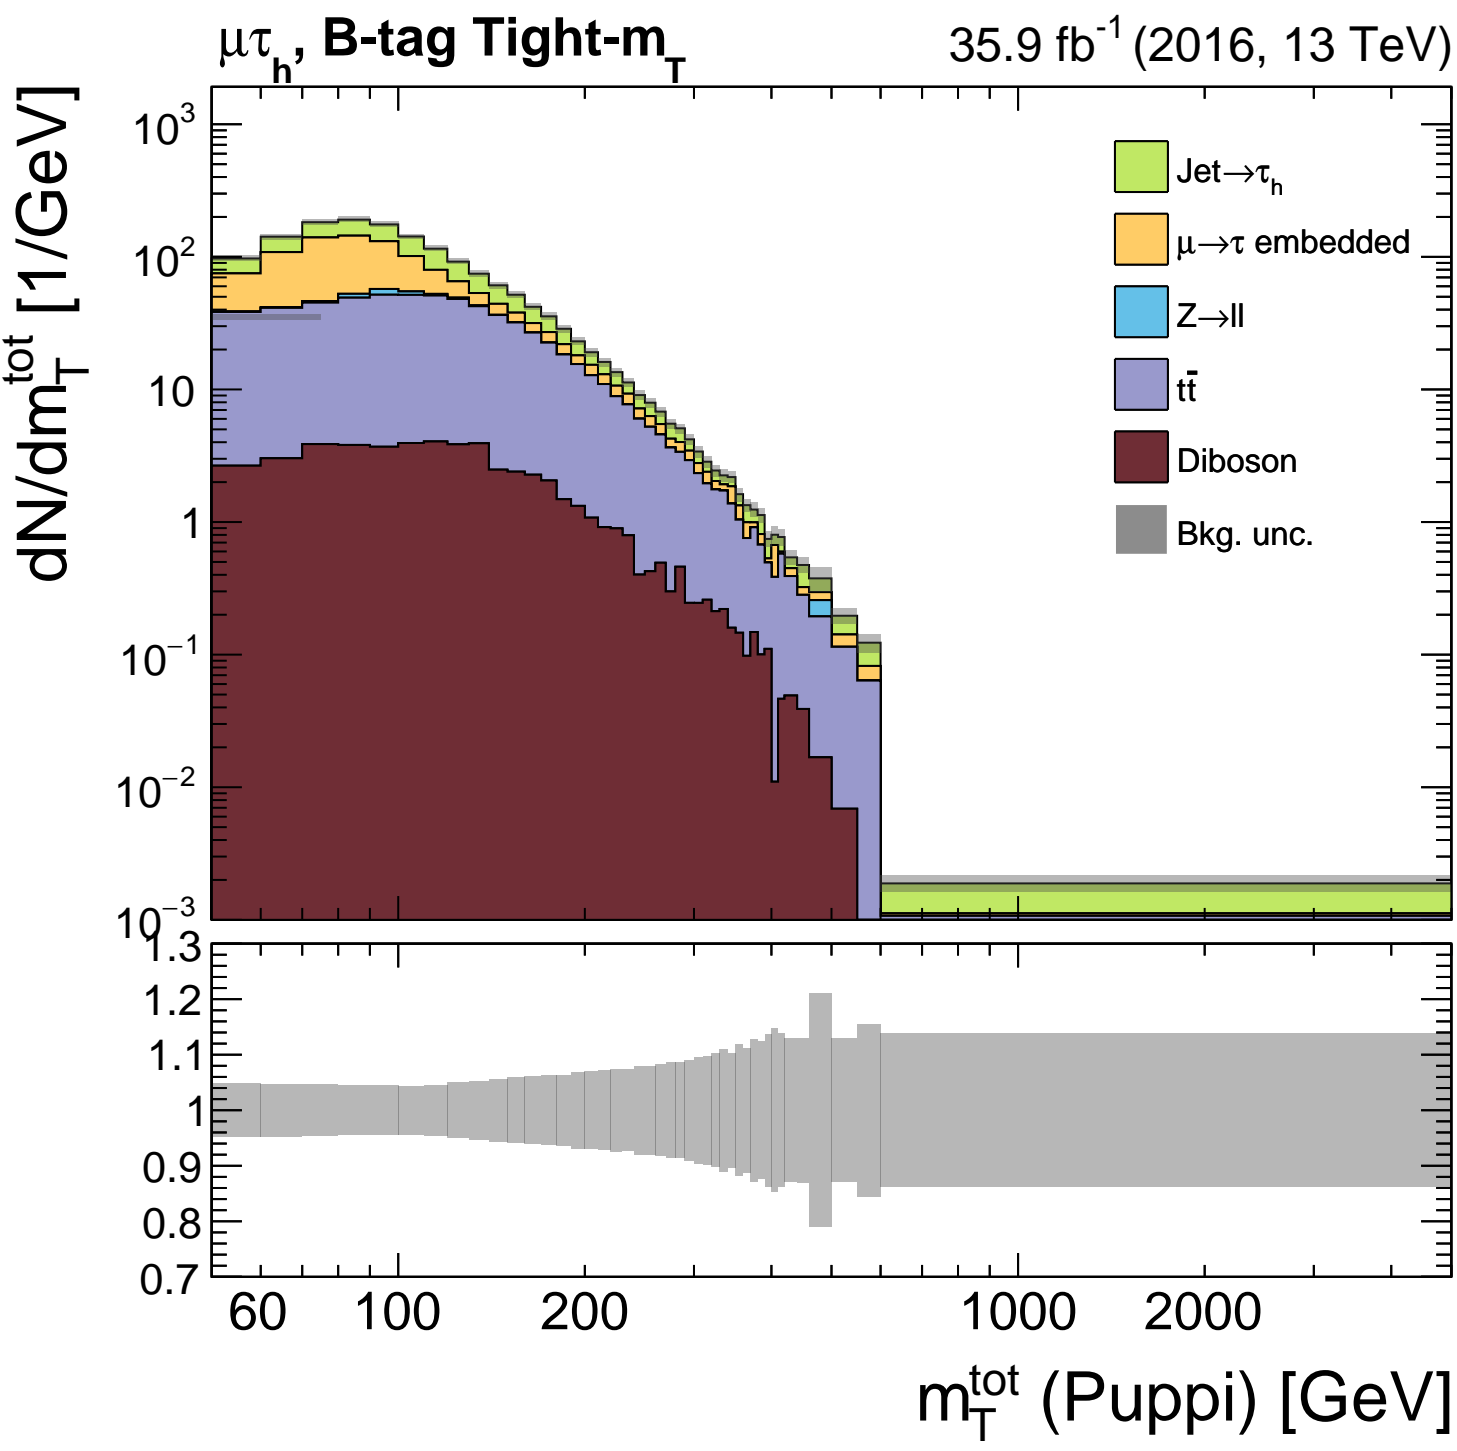 μτh, B-tag Tight-mT
35.9 fb-1 (2016, 13 TeV)
dN/dmTtot [1/GeV]
10³
10²
10
1
10⁻¹
10⁻²
10⁻³
Jet→τh
μ→τ embedded
Z→ll
tt̄
Diboson
Bkg. unc.
1.3
1.2
1.1
1
0.9
0.8
0.7
60 100 200 1000 2000
mTtot (Puppi) [GeV]